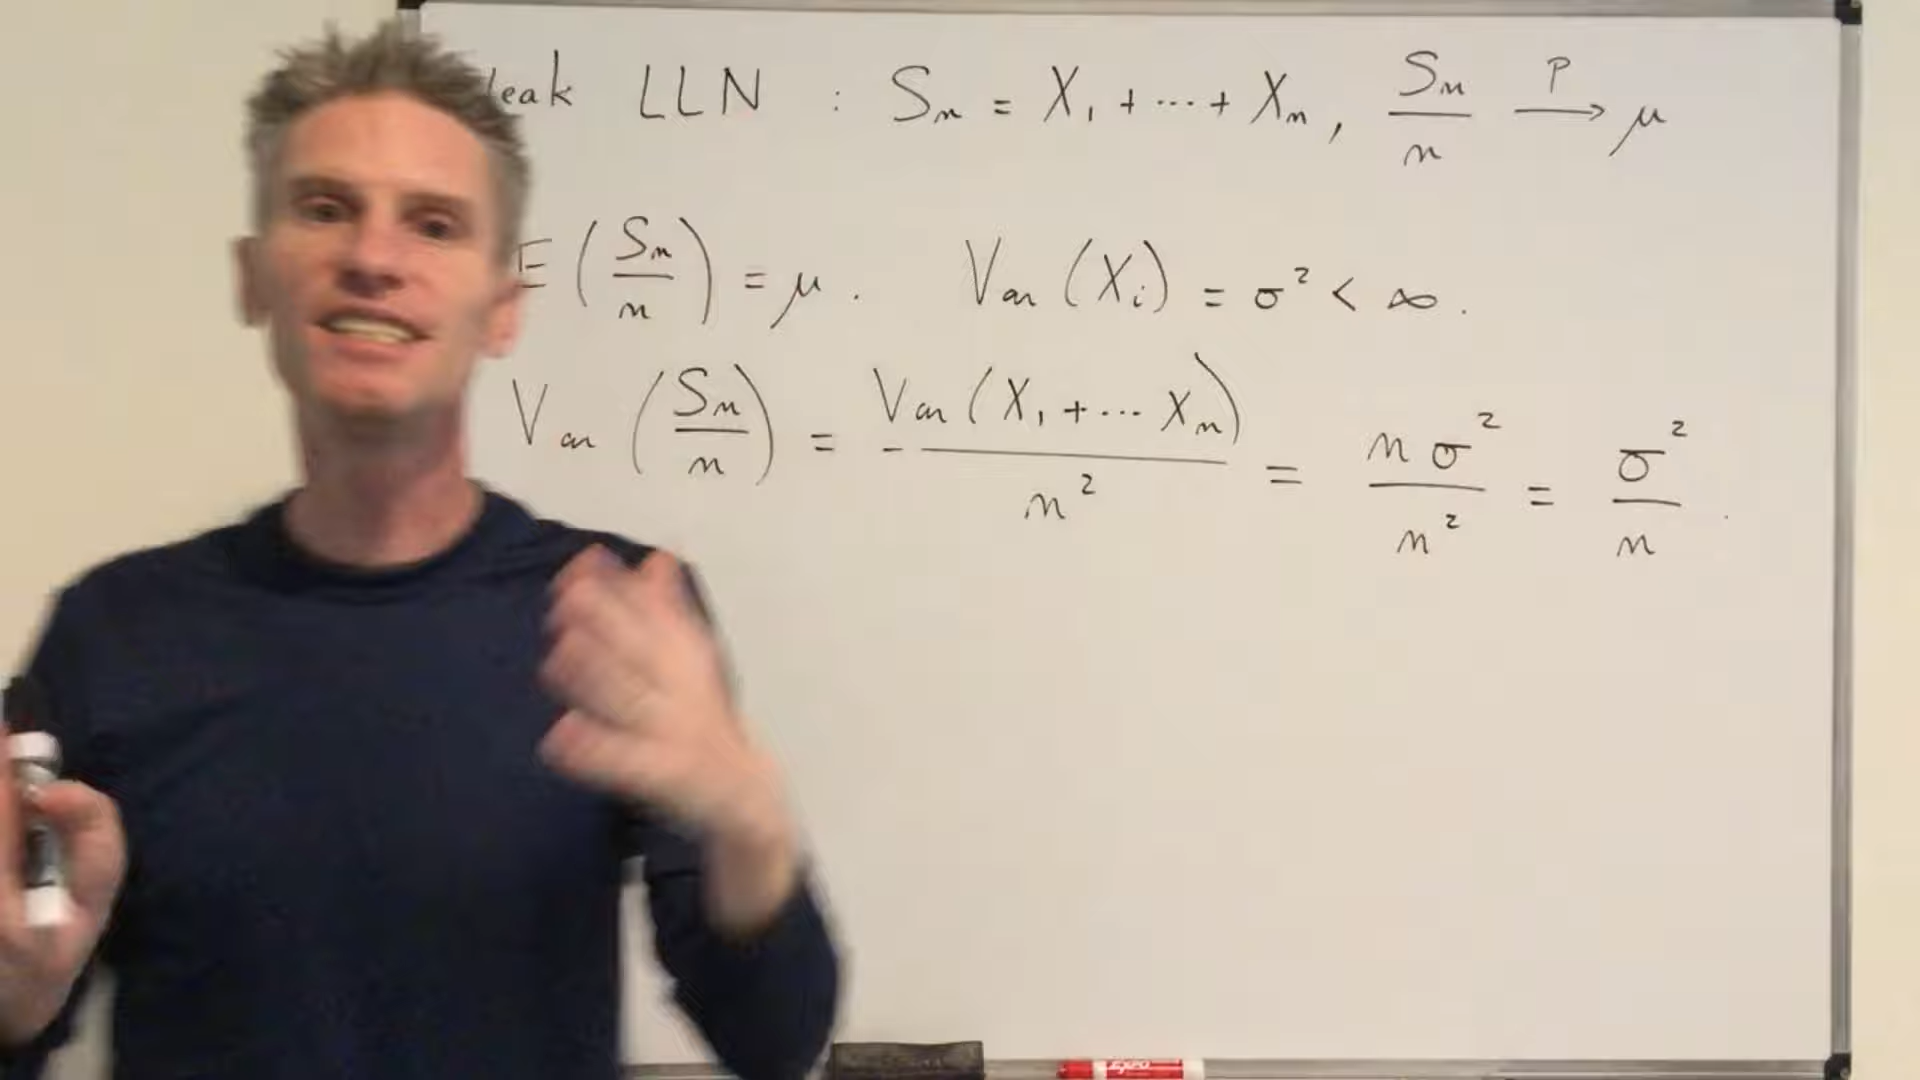 eak LLN : Sₙ = X₁ + ⋯ + Xₙ, Sₙ/n →ᴾ μ
E(Sₙ/n) = μ. Var(Xᵢ) = σ² < ∞.
Var(Sₙ/n) = Var(X₁ + ⋯ Xₙ)/n² = nσ²/n² = σ²/n.
EXPO